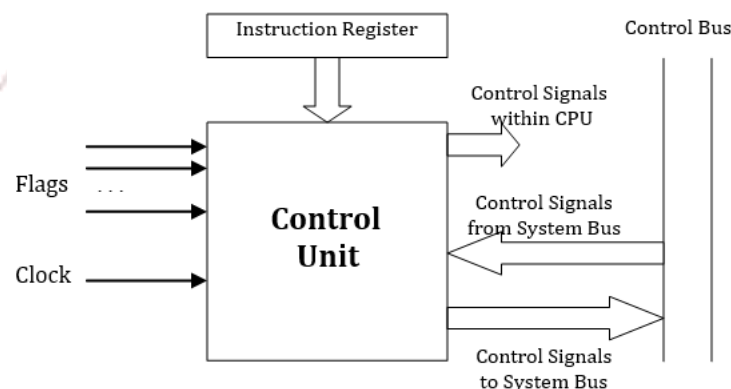 Instruction Register
Control Bus
Control Signals
within CPU
Flags ...
Control Signals
from System Bus
Control
Unit
Clock
Control Signals
to System Bus